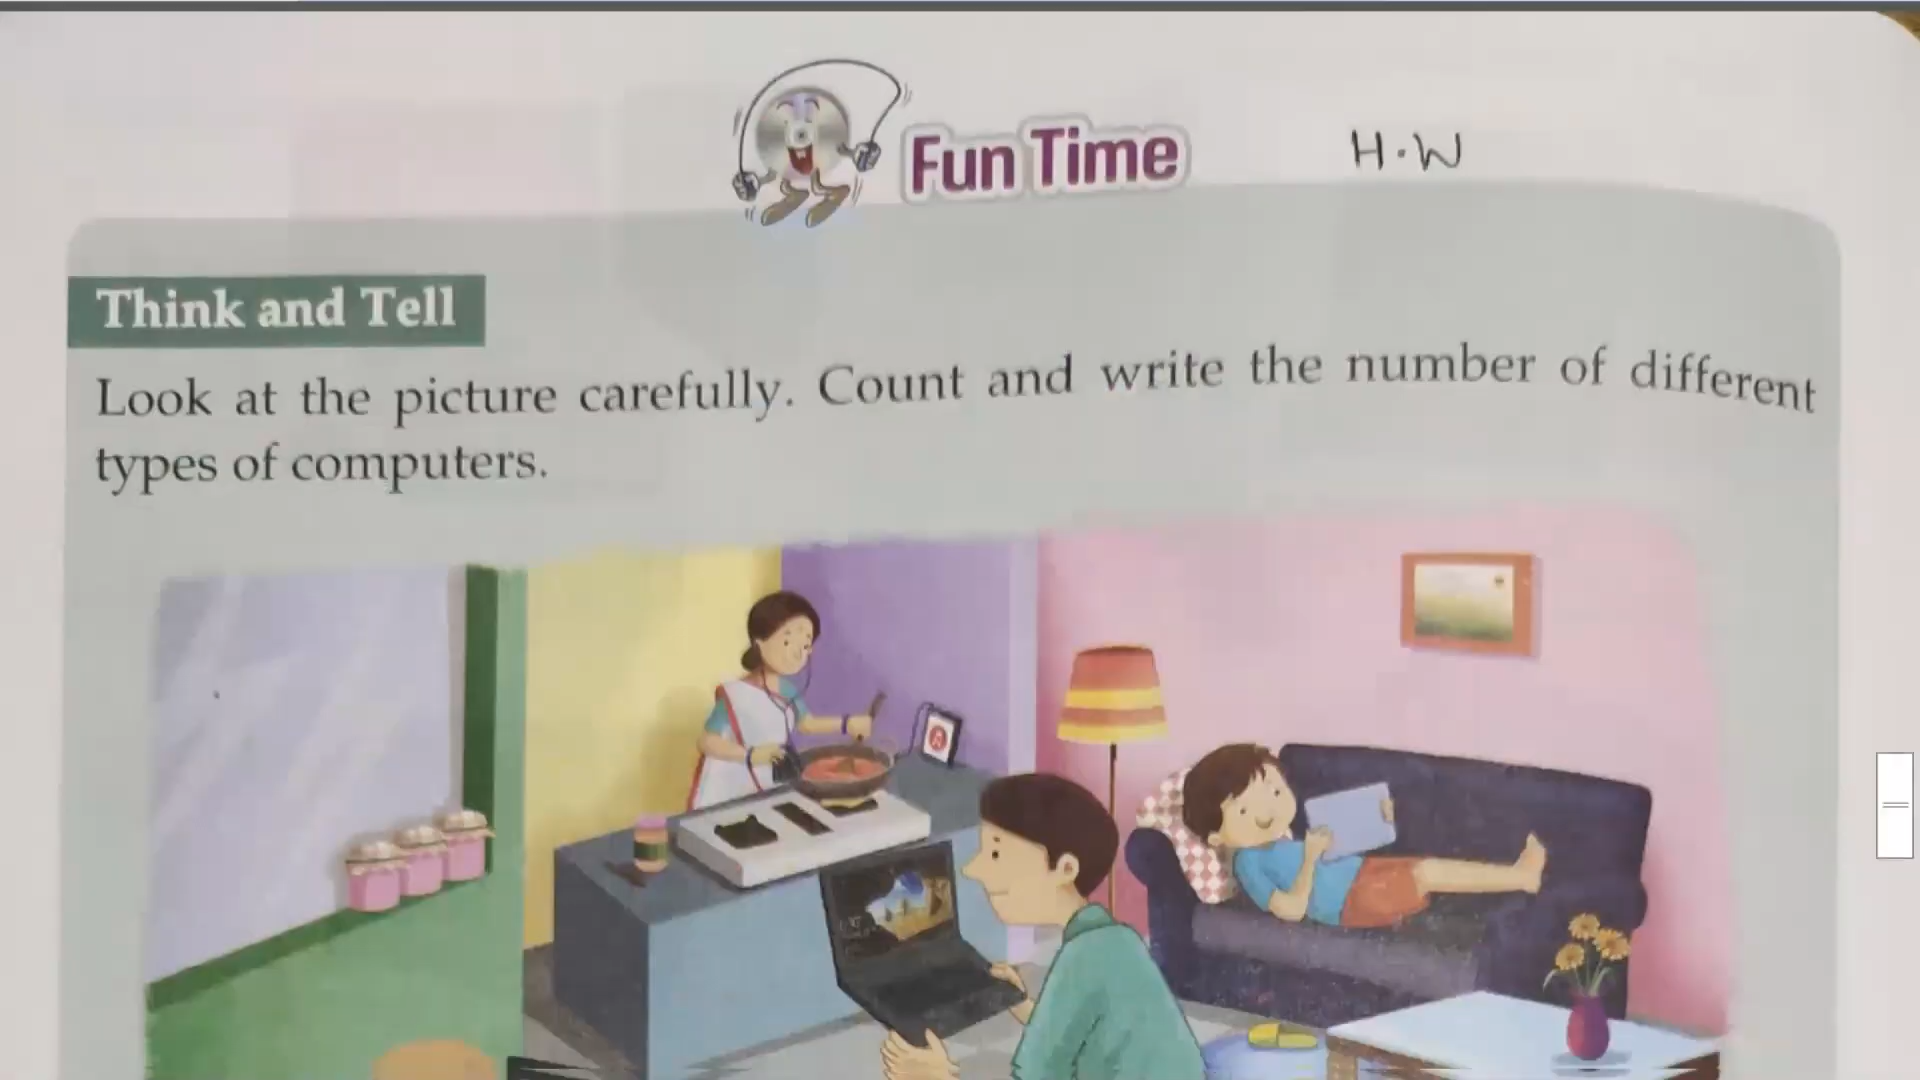 Fun Time
H.W
Think and Tell
Look at the picture carefully. Count and write the number of different
types of computers.